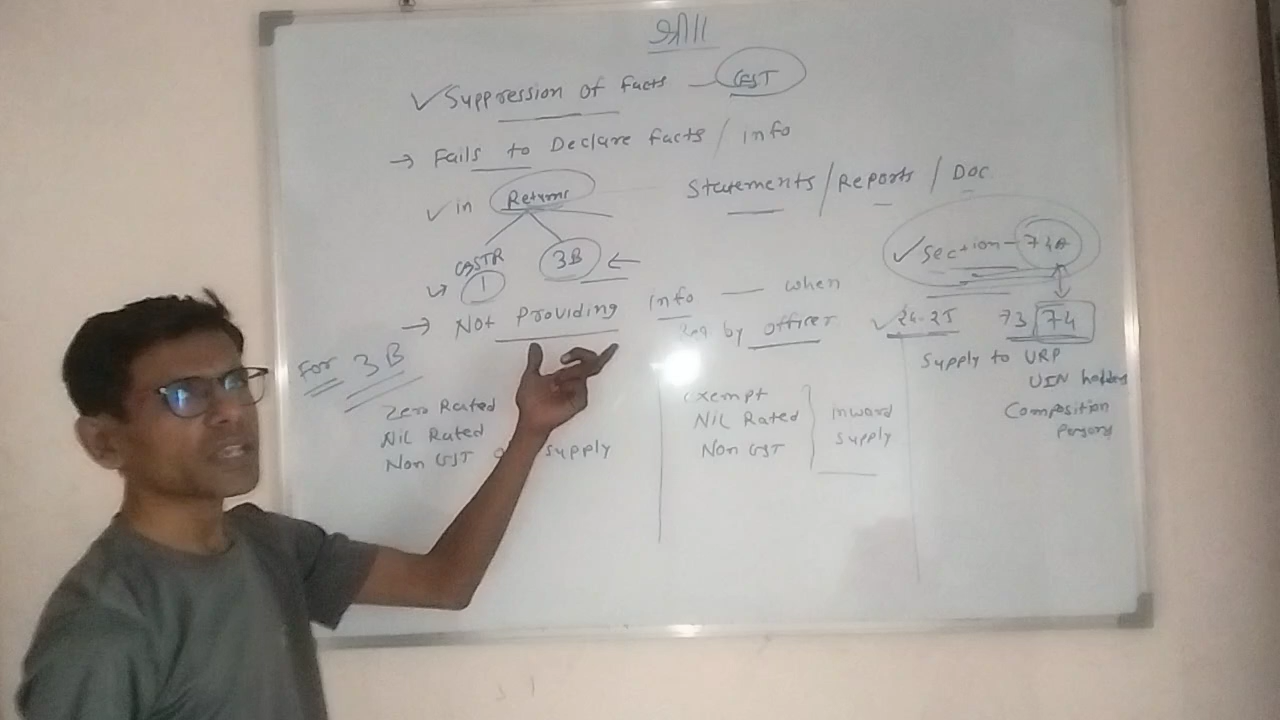 श्री॥
✓ Suppression of facts — GST
→ Fails to Declare facts / info
✓ in Returns
Statements / Reports / Doc
GSTR 1
3B ←
✓ Section - 74A
→ Not Providing info — when
Req by officer
✓ 24-25
73/74
For 3B
Zero Rated
Nil Rated
Non GST supply
exempt
Nil Rated
Non GST
inward
supply
Supply to URP
UIN holders
Composition
persons